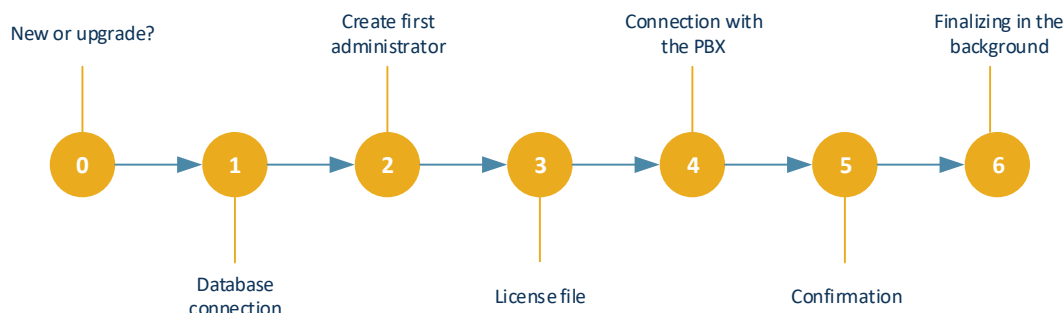 New or upgrade?
Create first
administrator
Connection with
the PBX
Finalizing in the
background
0
1
2
3
4
5
6
Database
connection
License file
Confirmation